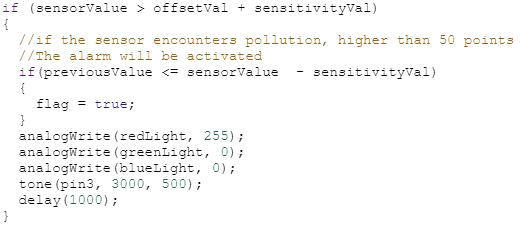 if (sensorValue > offsetVal + sensitivityVal)
{
  //if the sensor encounters pollution, higher than 50 points
  //The alarm will be activated
  if(previousValue <= sensorValue  - sensitivityVal)
  {
    flag = true;
  }
  analogWrite(redLight, 255);
  analogWrite(greenLight, 0);
  analogWrite(blueLight, 0);
  tone(pin3, 3000, 500);
  delay(1000);
}